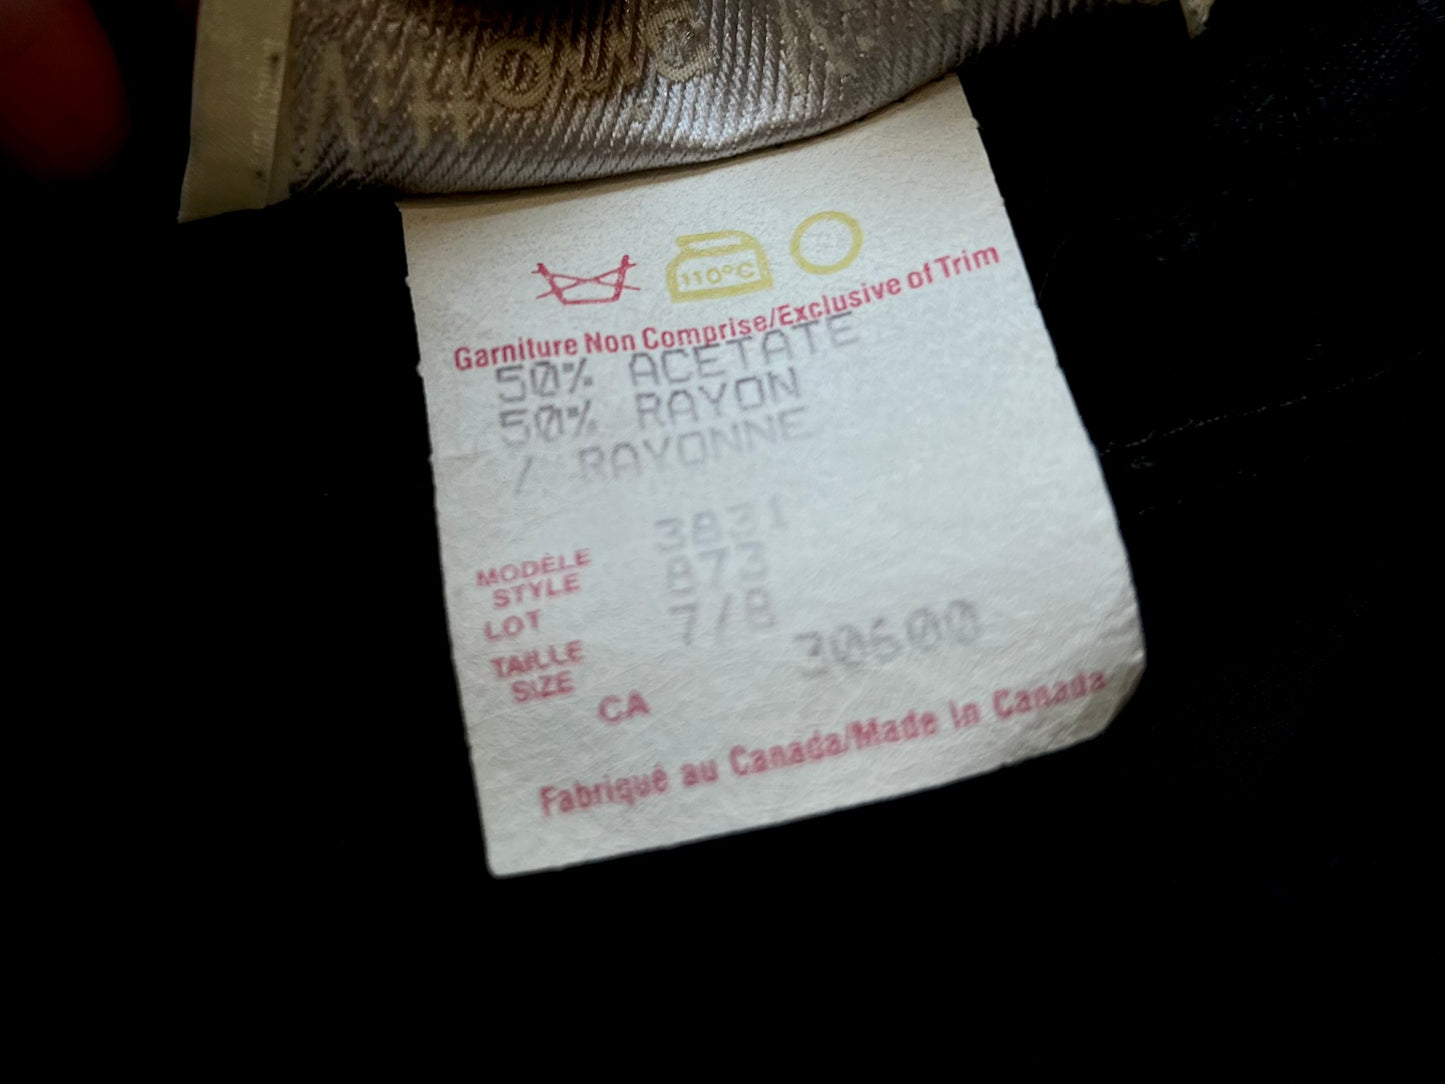 110°C
Garniture Non Comprise/Exclusive of Trim
50% ACETATE
50% RAYON
/ RAYONNE
MODÈLE 3831
STYLE 873
LOT 7/8
TAILLE 30600
SIZE
CA
Fabriqué au Canada/Made in Canada